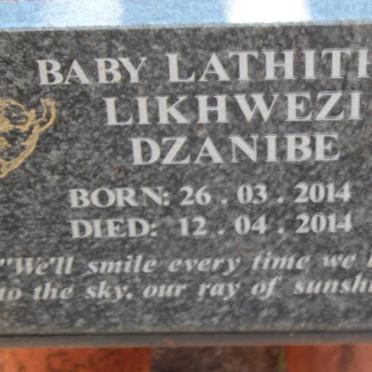 BABY LATHITH
LIKHWEZI
DZANIBE
BORN: 26 . 03 . 2014
DIED: 12 . 04 . 2014
"We'll smile every time we
to the sky, our ray of sunsh